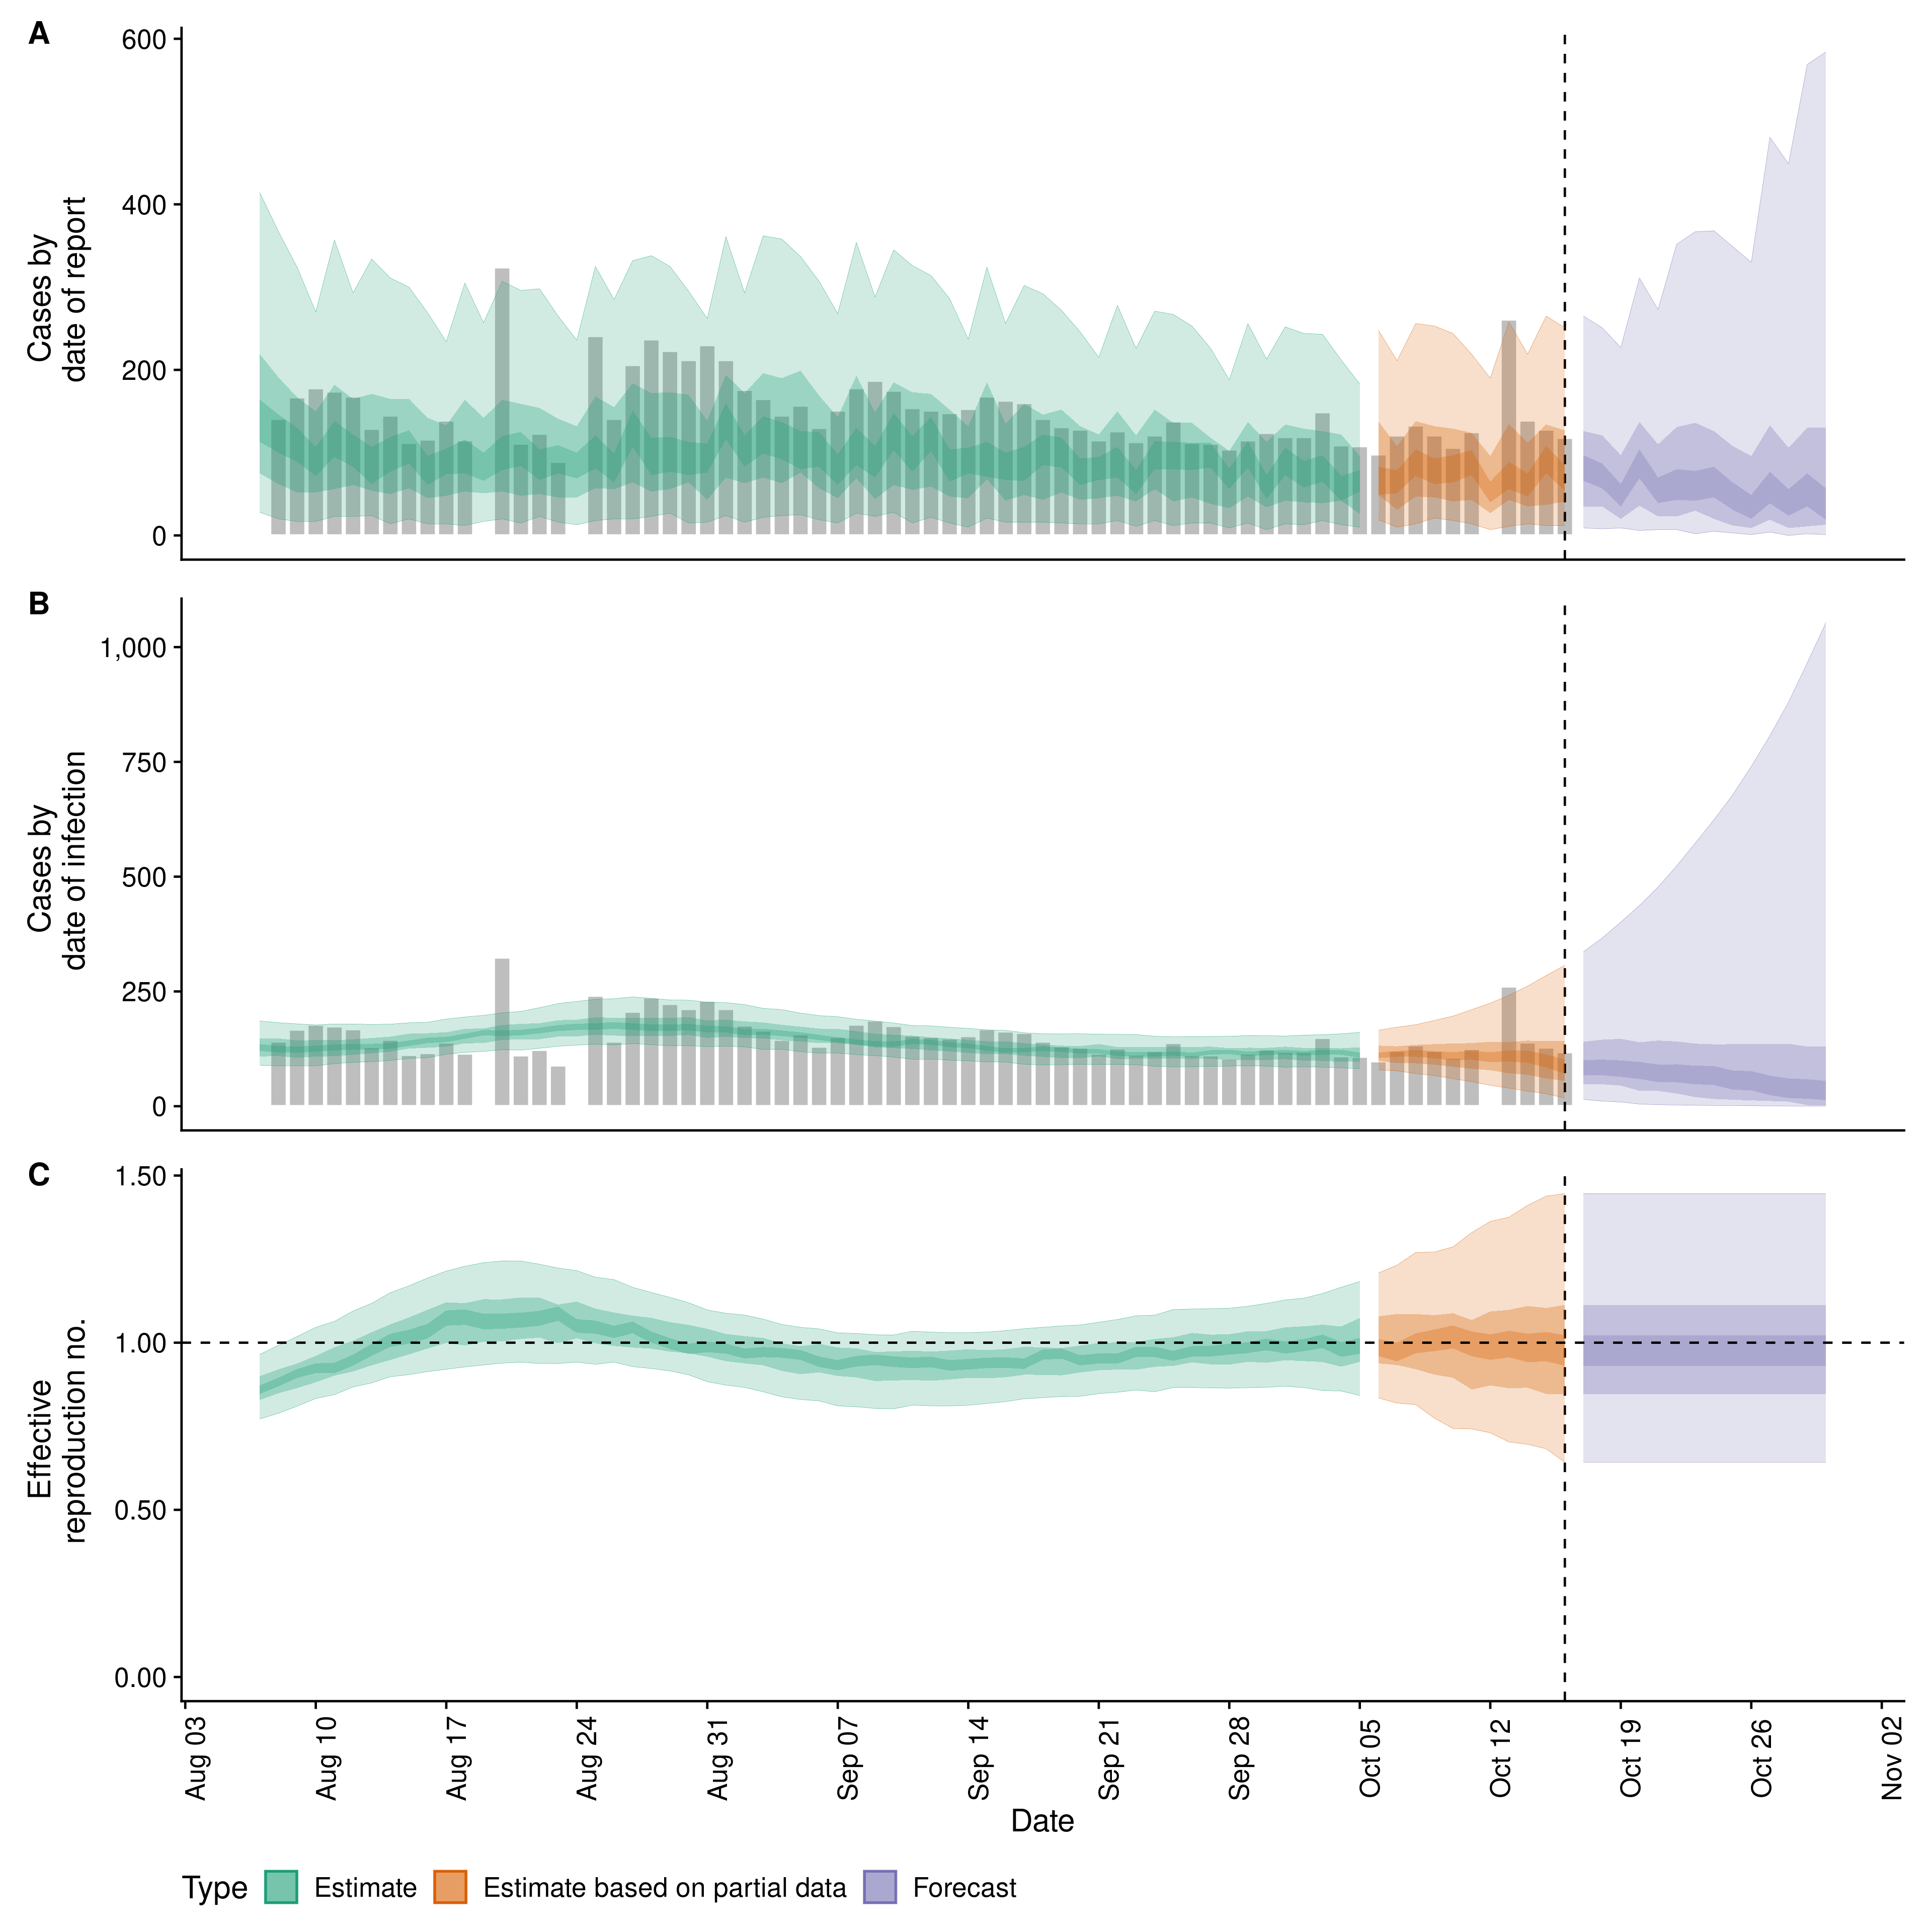 A
Cases by
date of report
600
400
200
0
B
Cases by
date of infection
1,000
750
500
250
0
C
Effective
reproduction no.
1.50
1.00
0.50
0.00
Aug 03
Aug 10
Aug 17
Aug 24
Aug 31
Sep 07
Sep 14
Sep 21
Sep 28
Oct 05
Oct 12
Oct 19
Oct 26
Nov 02
Date
Type Estimate Estimate based on partial data Forecast